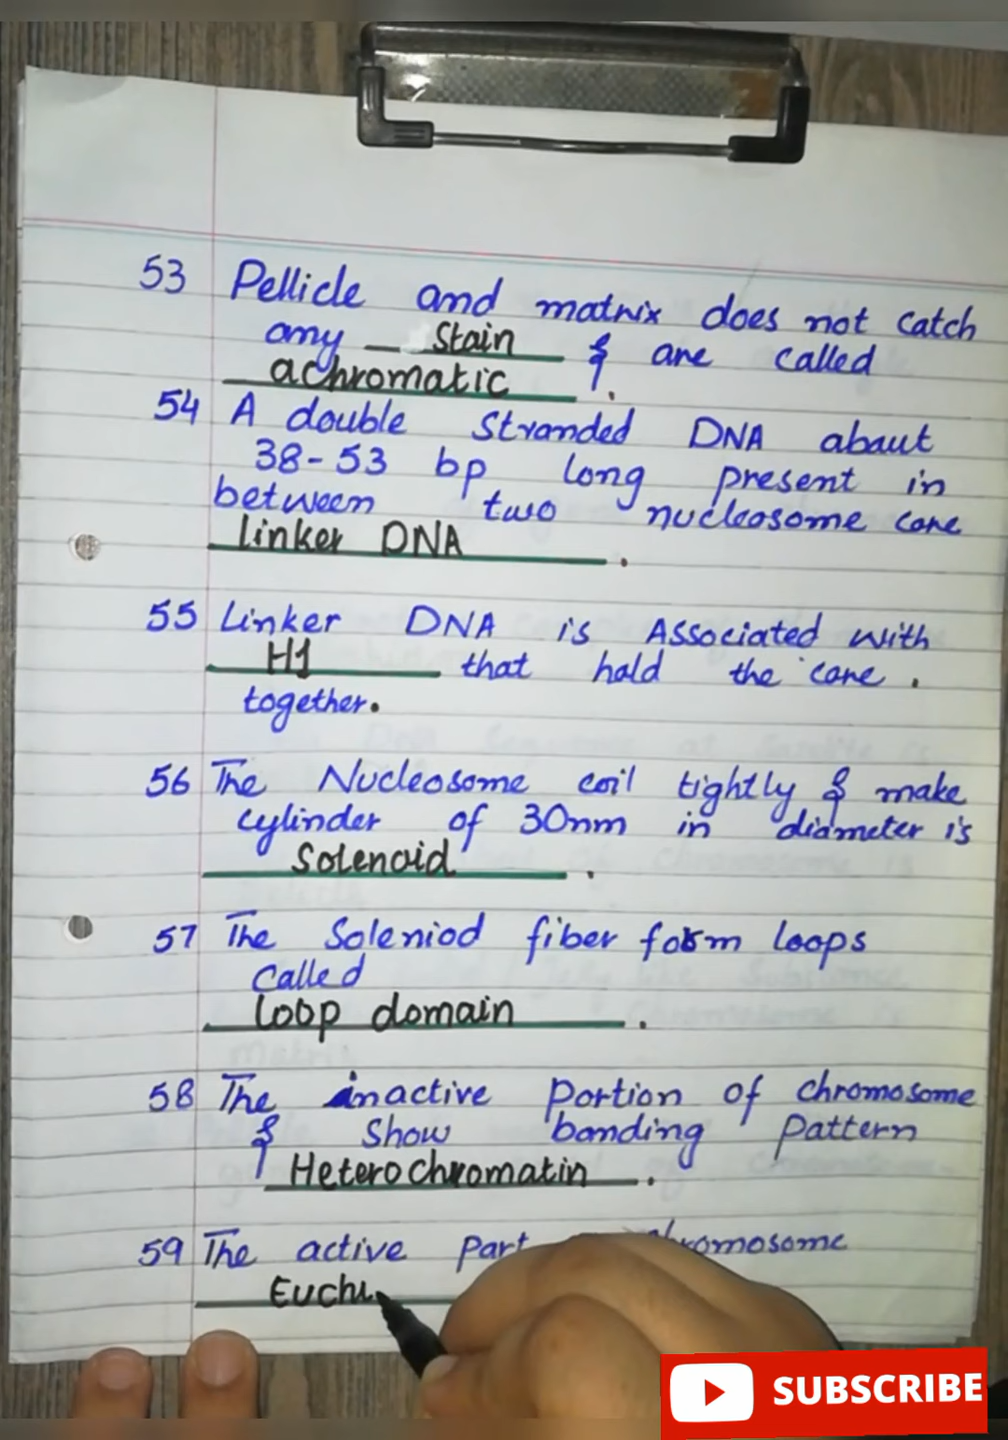 53 Pellicle and matrix does not catch
any Stain & are called
achromatic.
54 A double stranded DNA abaut
38-53 bp long present in
between two nucleosome core
linker DNA.
55 Linker DNA is Associated with
H1 that hold the core.
together.
56 The Nucleosome coil tightly & make
cylinder of 30nm in diameter is
Solenoid.
57 The Soleniod fiber form loops
called
loop domain.
58 The inactive portion of chromosome
& show banding pattern
Heterochromatin.
59 The active part chromosome
Euchr
SUBSCRIBE